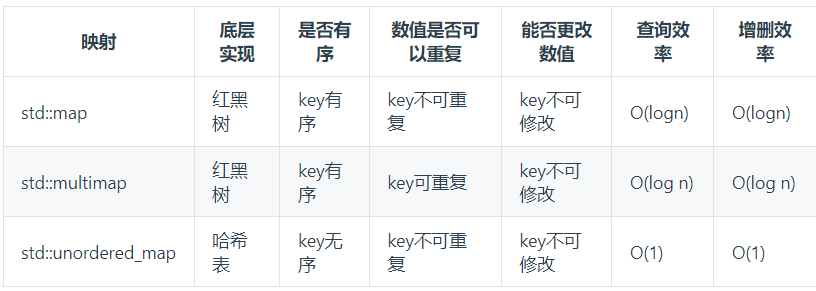 映射 底层实现 是否有序 数值是否可以重复 能否更改数值 查询效率 增删效率
std::map 红黑树 key有序 key不可重复 key不可修改 O(logn) O(logn)
std::multimap 红黑树 key有序 key可重复 key不可修改 O(log n) O(log n)
std::unordered_map 哈希表 key无序 key不可重复 key不可修改 O(1) O(1)